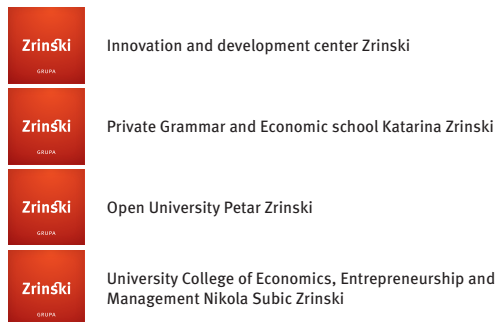 Zrinski
GRUPA
Innovation and development center Zrinski
Zrinski
GRUPA
Private Grammar and Economic school Katarina Zrinski
Zrinski
GRUPA
Open University Petar Zrinski
Zrinski
GRUPA
University College of Economics, Entrepreneurship and
Management Nikola Subic Zrinski